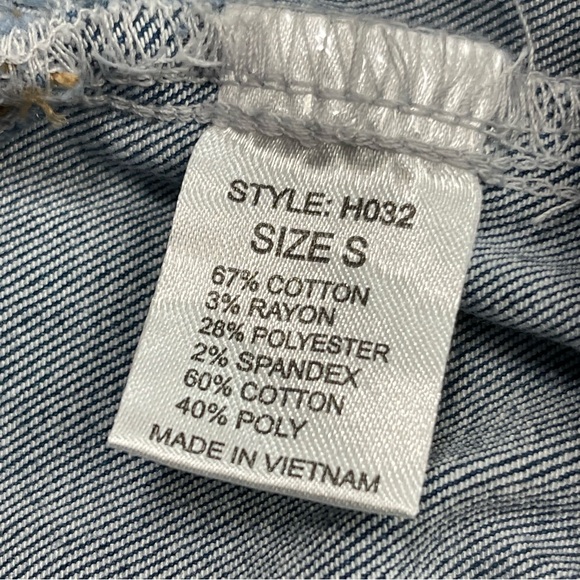 STYLE: H032
SIZE S
67% COTTON
3% RAYON
28% POLYESTER
2% SPANDEX
60% COTTON
40% POLY
MADE IN VIETNAM